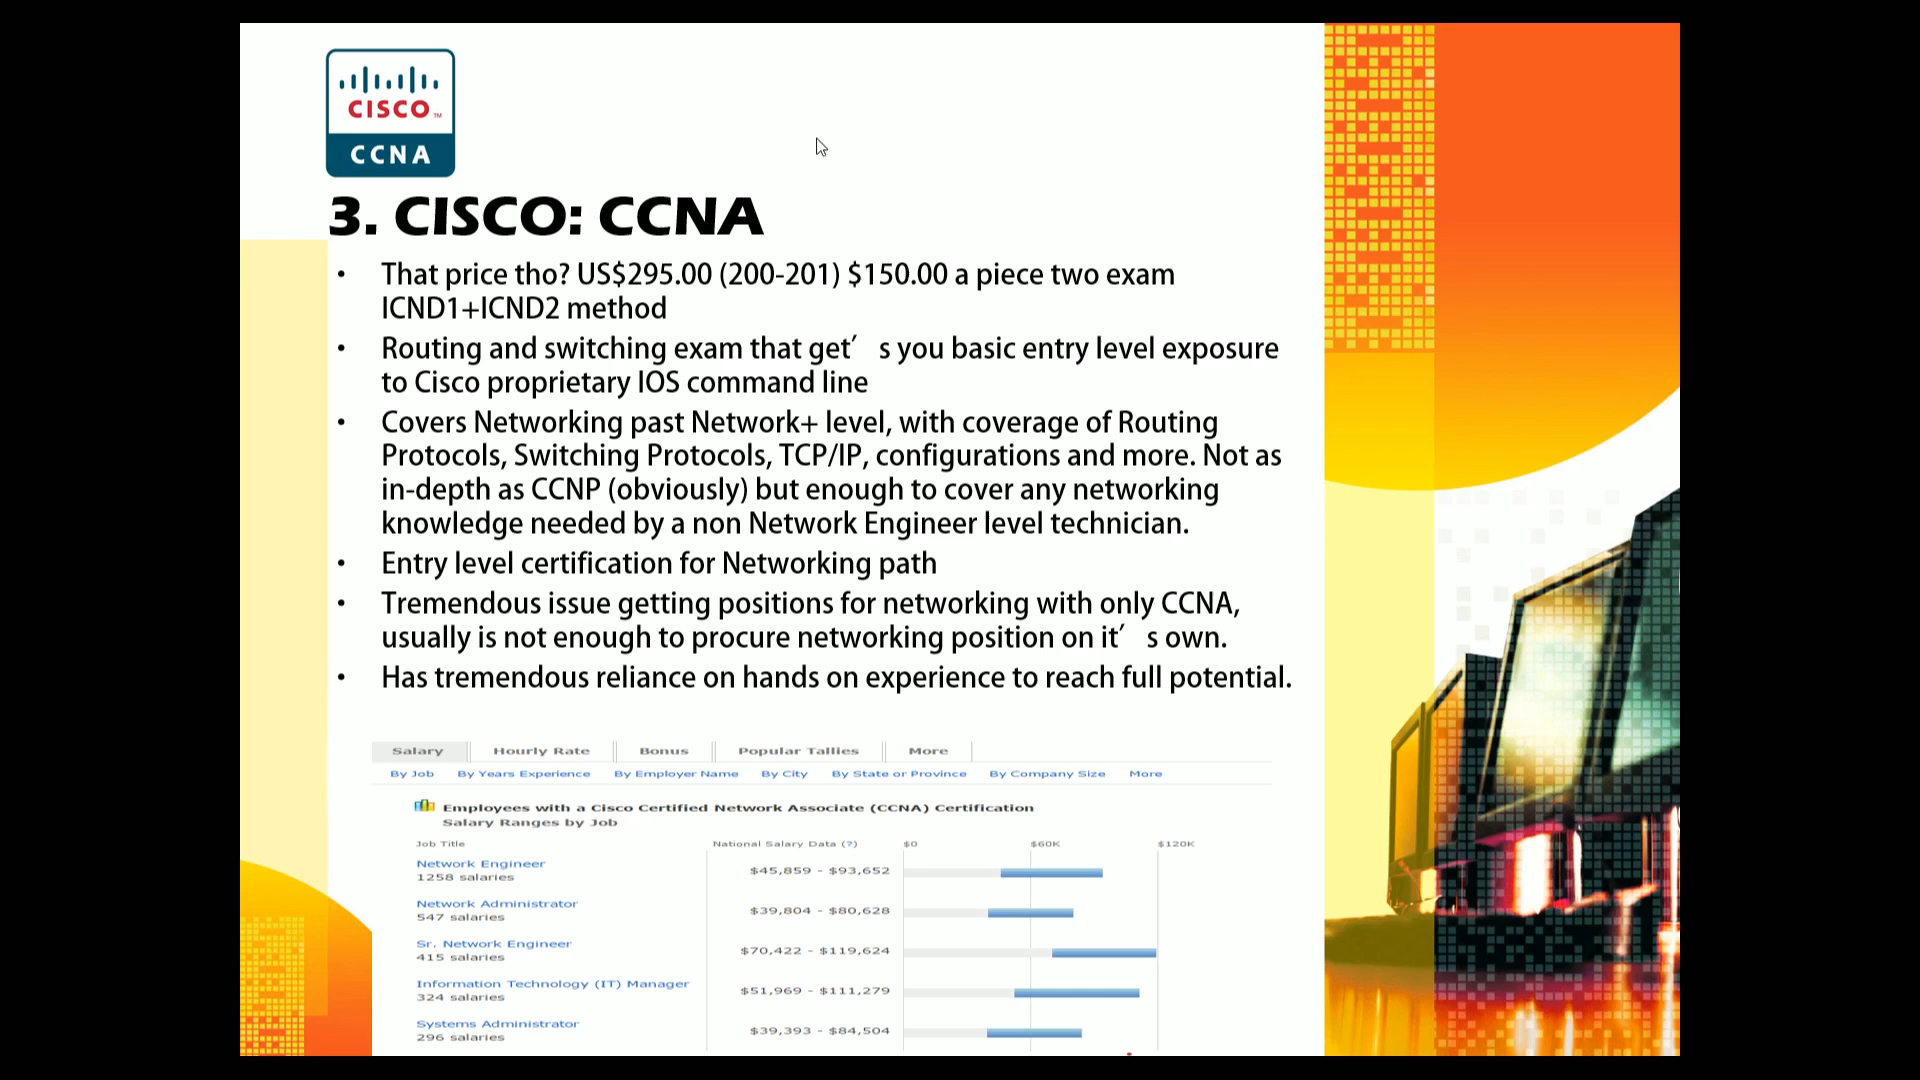 CISCO™
CCNA
3. CISCO: CCNA
• That price tho? US$295.00 (200-201) $150.00 a piece two exam
ICND1+ICND2 method
• Routing and switching exam that get′ s you basic entry level exposure
to Cisco proprietary IOS command line
• Covers Networking past Network+ level, with coverage of Routing
Protocols, Switching Protocols, TCP/IP, configurations and more. Not as
in-depth as CCNP (obviously) but enough to cover any networking
knowledge needed by a non Network Engineer level technician.
• Entry level certification for Networking path
• Tremendous issue getting positions for networking with only CCNA,
usually is not enough to procure networking position on it′ s own.
• Has tremendous reliance on hands on experience to reach full potential.
Salary Hourly Rate Bonus Popular Tallies More
By Job By Years Experience By Employer Name By City By State or Province By Company Size More
Employees with a Cisco Certified Network Associate (CCNA) Certification
Salary Ranges by Job
Job Title National Salary Data (?) $0 $60K $120K
Network Engineer
1258 salaries $45,859 - $93,652
Network Administrator
547 salaries $39,804 - $80,628
Sr. Network Engineer
415 salaries $70,422 - $119,624
Information Technology (IT) Manager
324 salaries $51,969 - $111,279
Systems Administrator
296 salaries $39,393 - $84,504